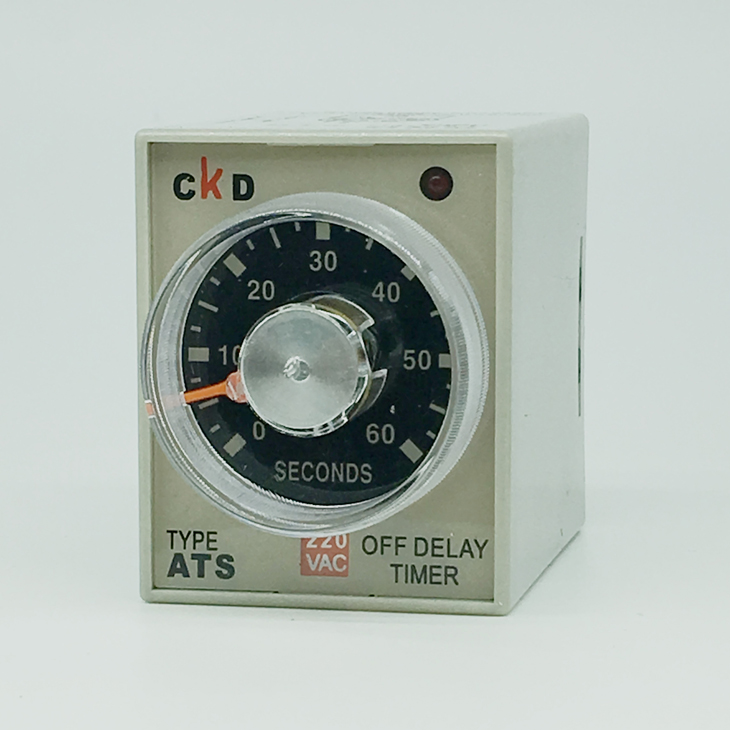 CKD
30
20
40
10
50
0
60
SECONDS
TYPE
ATS
220
VAC
OFF DELAY
TIMER